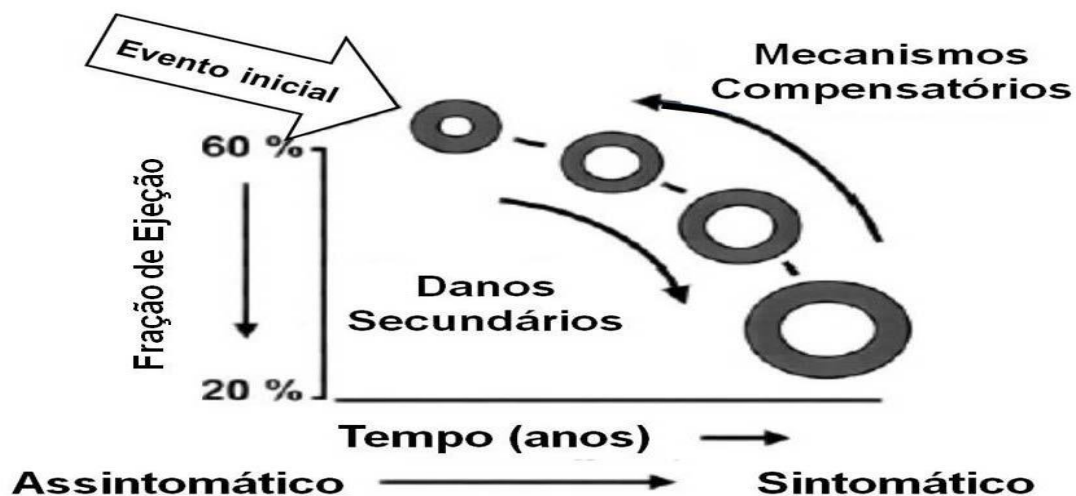 Evento inicial
Mecanismos
Compensatórios
60 %
Fração de Ejeção
Danos
Secundários
20 %
Tempo (anos)
Assintomático
Sintomático